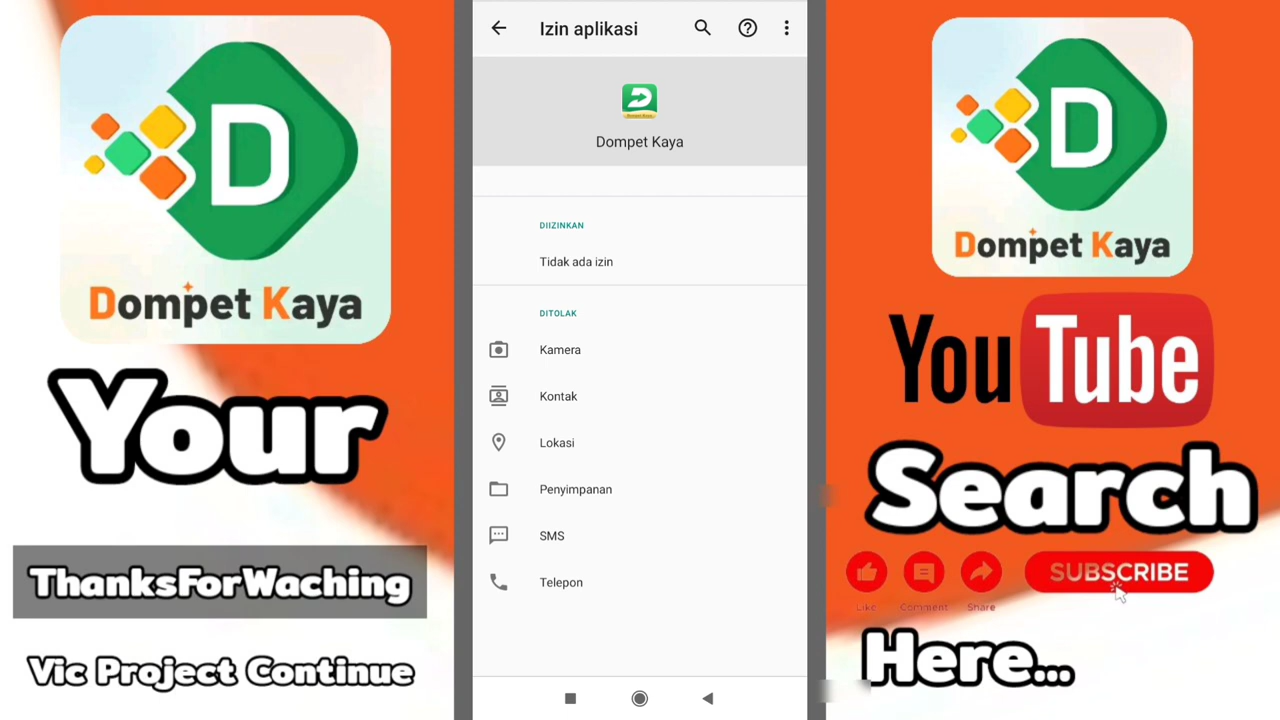 D
Dompet Kaya
Your
ThanksForWaching
Vic Project Continue
Izin aplikasi
Dompet Kaya
DIIZINKAN
Tidak ada izin
DITOLAK
Kamera
Kontak
Lokasi
Penyimpanan
SMS
Telepon
D
Dompet Kaya
YouTube
Search
SUBSCRIBE
Like Comment Share
Here...